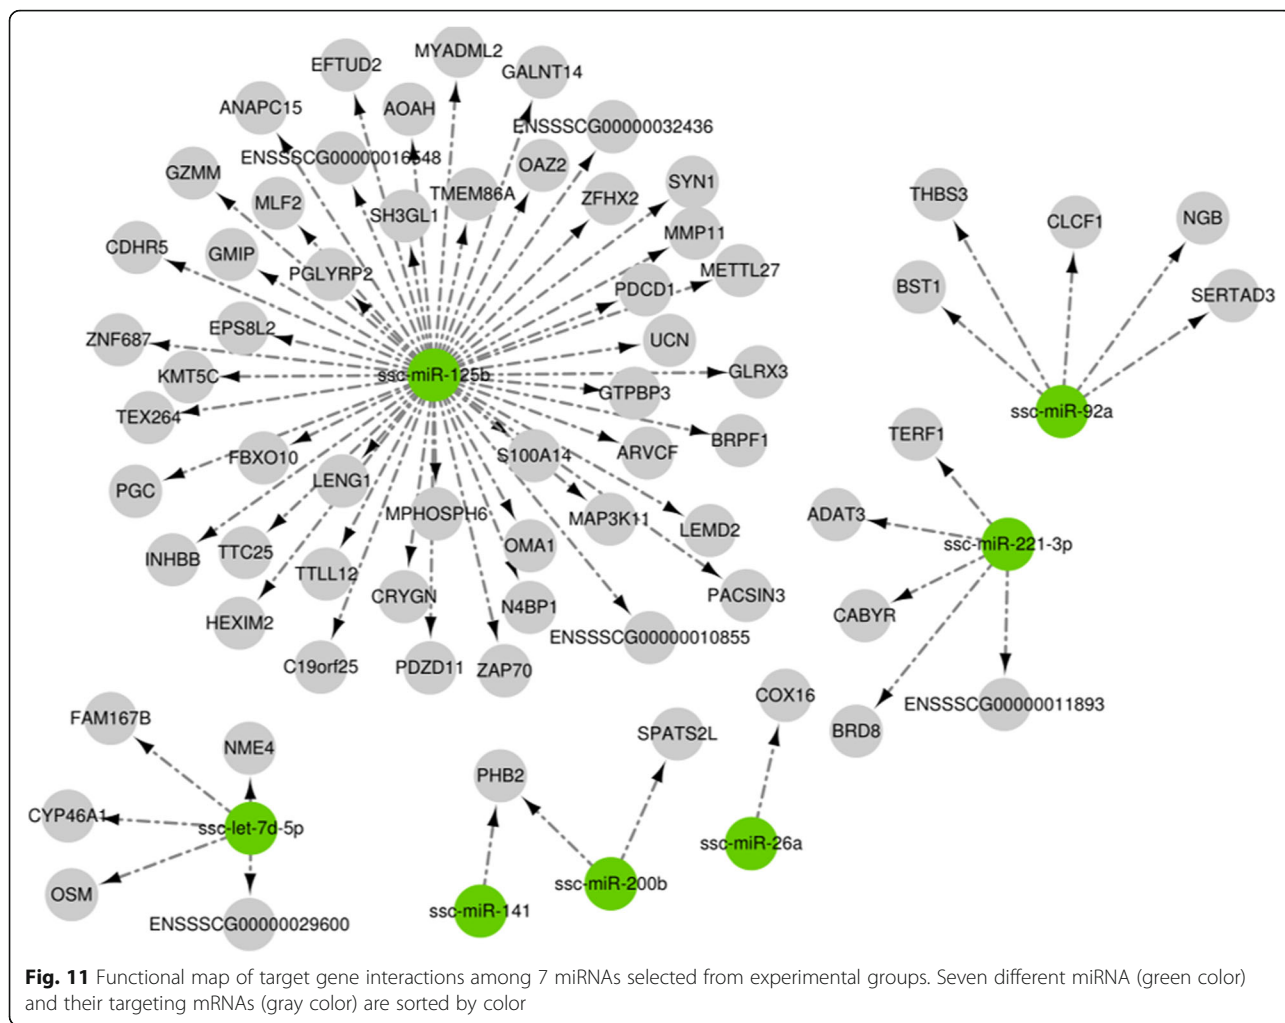 MYADML2
EFTUD2
GALNT14
ANAPC15
AOAH
ENSSSCG00000032436
ENSSSCG00000016548
OAZ2
GZMM
TMEM86A
SYN1
MLF2
SH3GL1
ZFHX2
MMP11
CDHR5
GMIP
PGLYRP2
METTL27
PDCD1
ZNF687
EPS8L2
UCN
KMT5C
ssc-miR-125b
GLRX3
GTPBP3
TEX264
BRPF1
FBXO10
S100A14
ARVCF
PGC
LENG1
MPHOSPH6
MAP3K11
LEMD2
INHBB
TTC25
OMA1
TTLL12
CRYGN
N4BP1
PACSIN3
HEXIM2
ENSSSCG00000010855
C19orf25
PDZD11
ZAP70
THBS3
CLCF1
NGB
BST1
SERTAD3
ssc-miR-92a
TERF1
ADAT3
ssc-miR-221-3p
CABYR
ENSSSCG00000011893
BRD8
FAM167B
NME4
CYP46A1
ssc-let-7d-5p
OSM
ENSSSCG00000029600
PHB2
SPATS2L
ssc-miR-141
ssc-miR-200b
COX16
ssc-miR-26a
Fig. 11 Functional map of target gene interactions among 7 miRNAs selected from experimental groups. Seven different miRNA (green color)
and their targeting mRNAs (gray color) are sorted by color